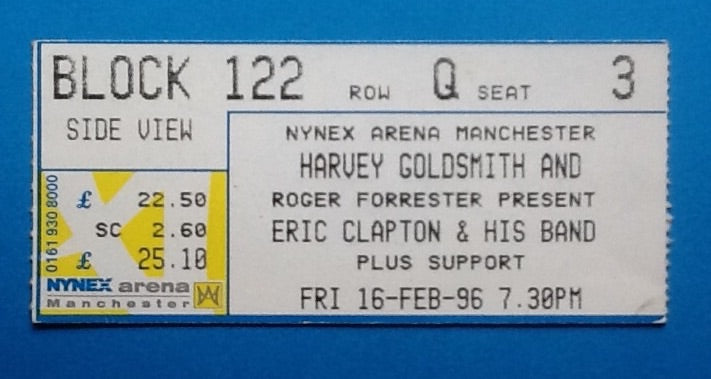 BLOCK 122 ROW Q SEAT 3
SIDE VIEW
NYNEX ARENA MANCHESTER
HARVEY GOLDSMITH AND
ROGER FORRESTER PRESENT
ERIC CLAPTON & HIS BAND
PLUS SUPPORT
FRI 16-FEB-96 7.30PM
0161 930 8000
£ 22.50
SC 2.60
£ 25.10
NYNEX arena
Manchester